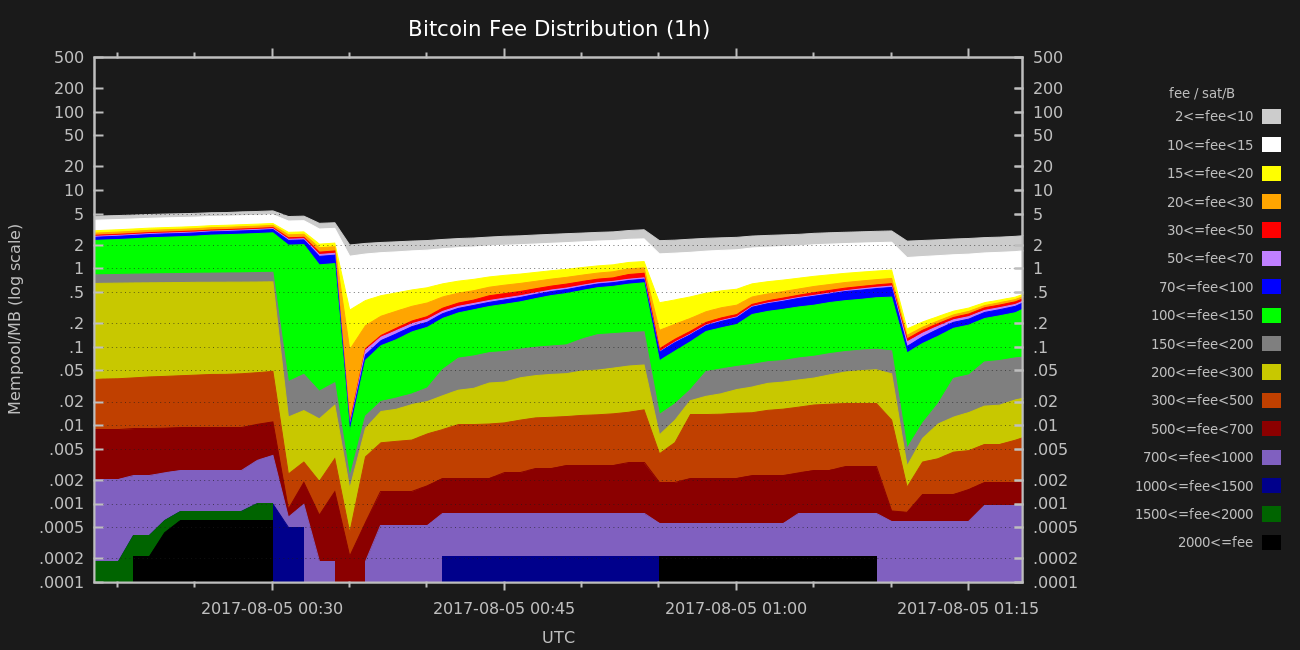 Bitcoin Fee Distribution (1h)
500 500
200 200
100 100
50 50
20 20
10 10
5 5
2 2
1 1
.5 .5
.2 .2
.1 .1
.05 .05
.02 .02
.01 .01
.005 .005
.002 .002
.001 .001
.0005 .0005
.0002 .0002
.0001 .0001
Mempool/MB (log scale)
2017-08-05 00:30 2017-08-05 00:45 2017-08-05 01:00 2017-08-05 01:15
UTC
fee / sat/B
2<=fee<10
10<=fee<15
15<=fee<20
20<=fee<30
30<=fee<50
50<=fee<70
70<=fee<100
100<=fee<150
150<=fee<200
200<=fee<300
300<=fee<500
500<=fee<700
700<=fee<1000
1000<=fee<1500
1500<=fee<2000
2000<=fee